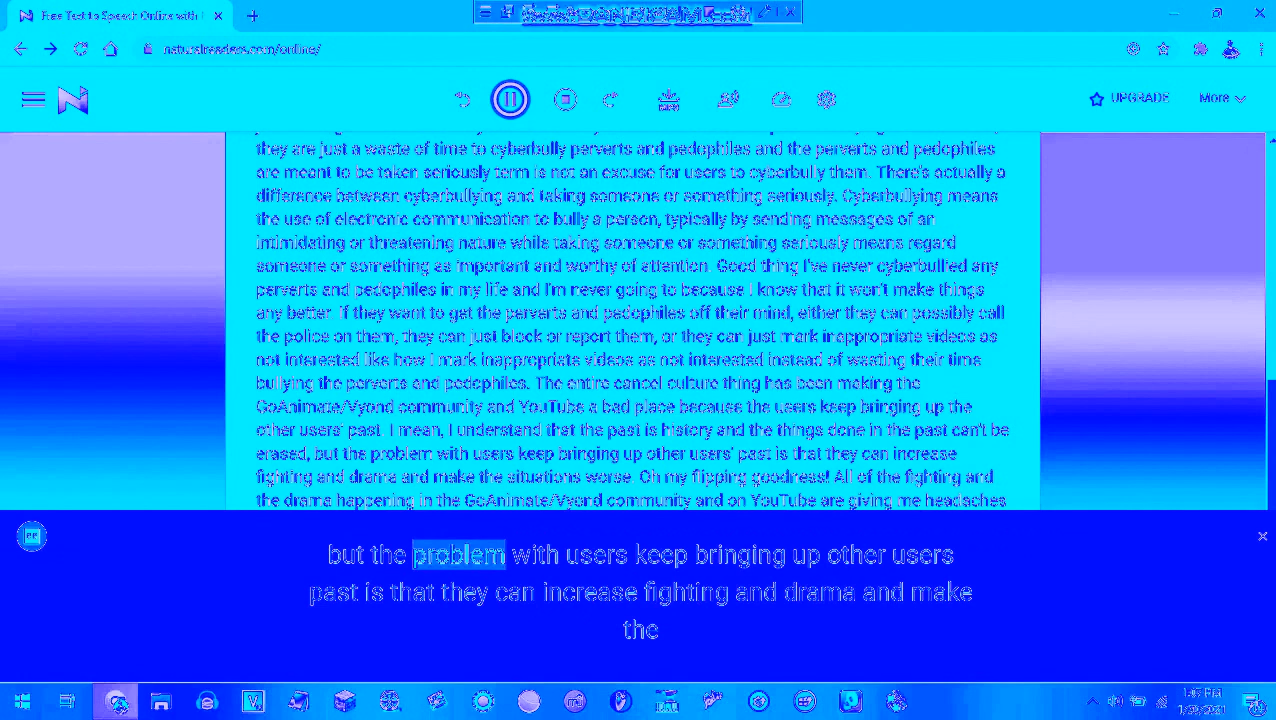 Free Text to Speech Online with
naturalreaders.com/online/
UPGRADE
More
they are just a waste of time to cyberbully perverts and pedophiles and the perverts and pedophiles
are meant to be taken seriously term is not an excuse for users to cyberbully them. There's actually a
difference between cyberbullying and taking someone or something seriously. Cyberbullying means
the use of electronic communication to bully a person, typically by sending messages of an
intimidating or threatening nature while taking someone or something seriously means regard
someone or something as important and worthy of attention. Good thing I've never cyberbullied any
perverts and pedophiles in my life and I'm never going to because I know that it won't make things
any better. If they want to get the perverts and pedophiles off their mind, either they can possibly call
the police on them, they can just block or report them, or they can just mark inappropriate videos as
not interested like how I mark inappropriate videos as not interested instead of wasting their time
bullying the perverts and pedophiles. The entire cancel culture thing has been making the
GoAnimate/Vyond community and YouTube a bad place because the users keep bringing up the
other users' past. I mean, I understand that the past is history and the things done in the past can't be
erased, but the problem with users keep bringing up other users' past is that they can increase
fighting and drama and make the situations worse. Oh my flipping goodness! All of the fighting and
the drama happening in the GoAnimate/Vyond community and on YouTube are giving me headaches
but the problem with users keep bringing up other users
past is that they can increase fighting and drama and make
the